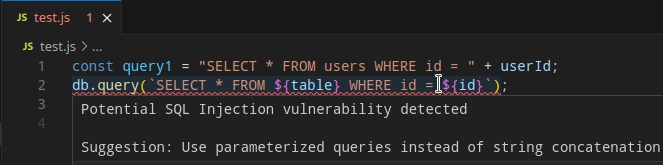 JS test.js 1 ×
JS test.js > ...
1 const query1 = "SELECT * FROM users WHERE id = " + userId;
2 db.query(`SELECT * FROM ${table} WHERE id = ${id}`);
3 Potential SQL Injection vulnerability detected
4
Suggestion: Use parameterized queries instead of string concatenation